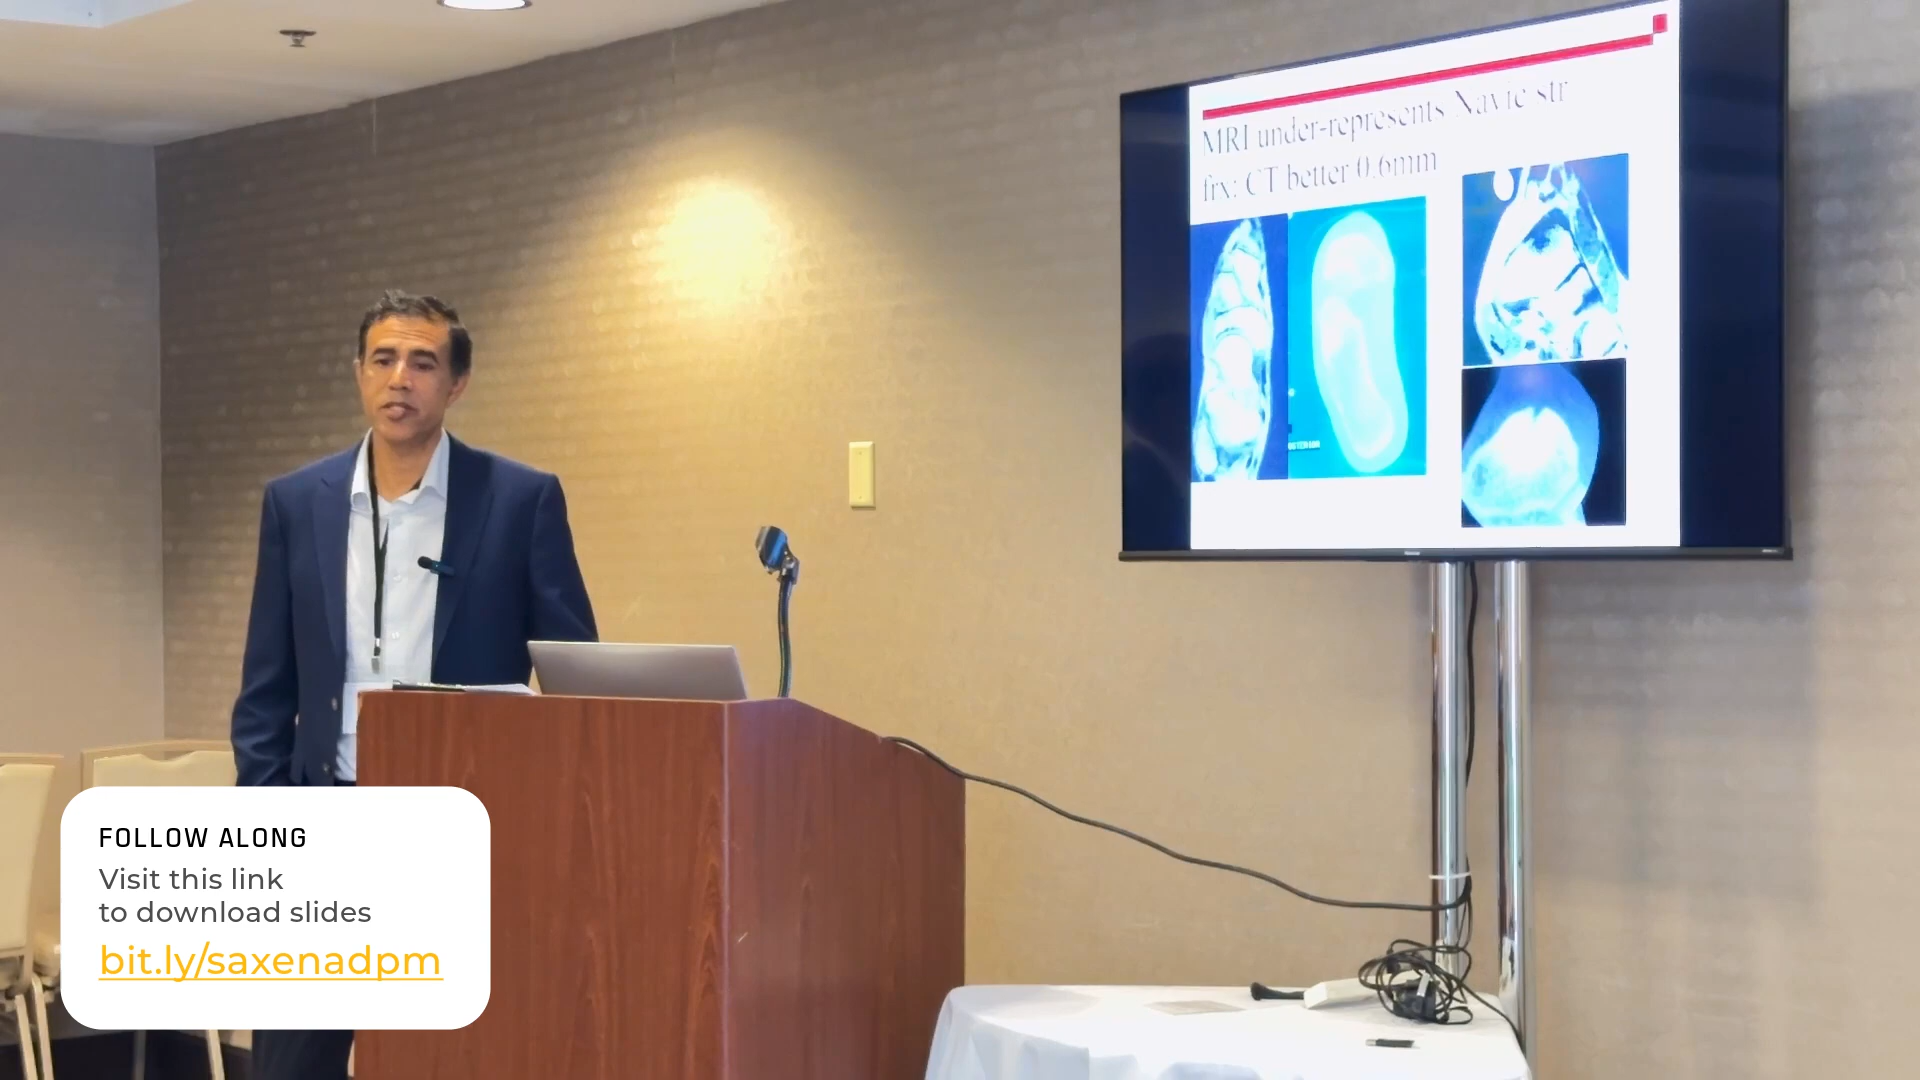 MRI under-represents Navic str
frx: CT better 0.6mm
FOLLOW ALONG
Visit this link
to download slides
bit.ly/saxenadpm